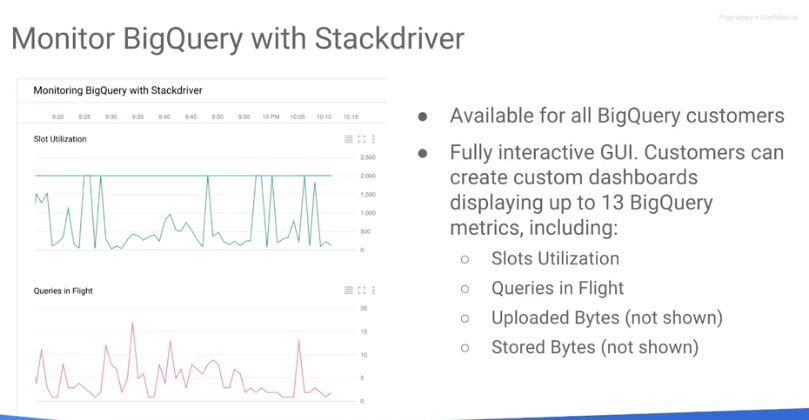 Proprietary + Confidential
Monitor BigQuery with Stackdriver
Monitoring BigQuery with Stackdriver
9:20 9:25 9:30 9:35 9:40 9:45 9:50 9:55 10 PM 10:05 10:10 10:15
Slot Utilization
2,500
2,000
1,500
1,000
500
0
Queries in Flight
20
15
10
5
0
● Available for all BigQuery customers
● Fully interactive GUI. Customers can
create custom dashboards
displaying up to 13 BigQuery
metrics, including:
○ Slots Utilization
○ Queries in Flight
○ Uploaded Bytes (not shown)
○ Stored Bytes (not shown)